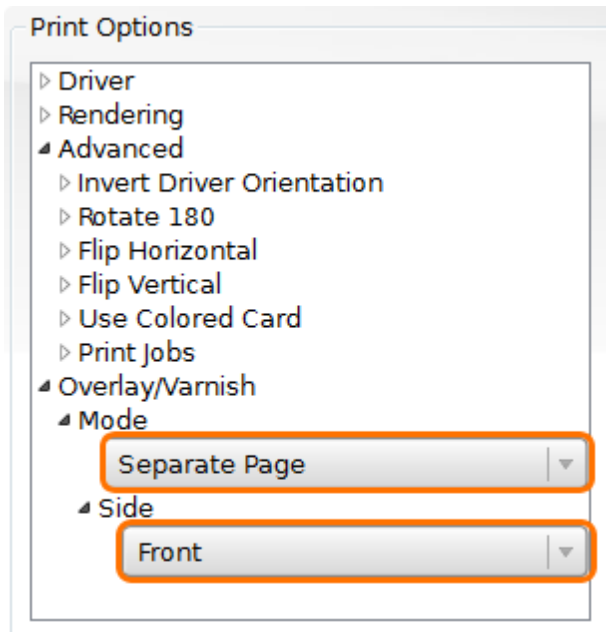 Print Options
Driver
Rendering
Advanced
Invert Driver Orientation
Rotate 180
Flip Horizontal
Flip Vertical
Use Colored Card
Print Jobs
Overlay/Varnish
Mode
Separate Page
Side
Front